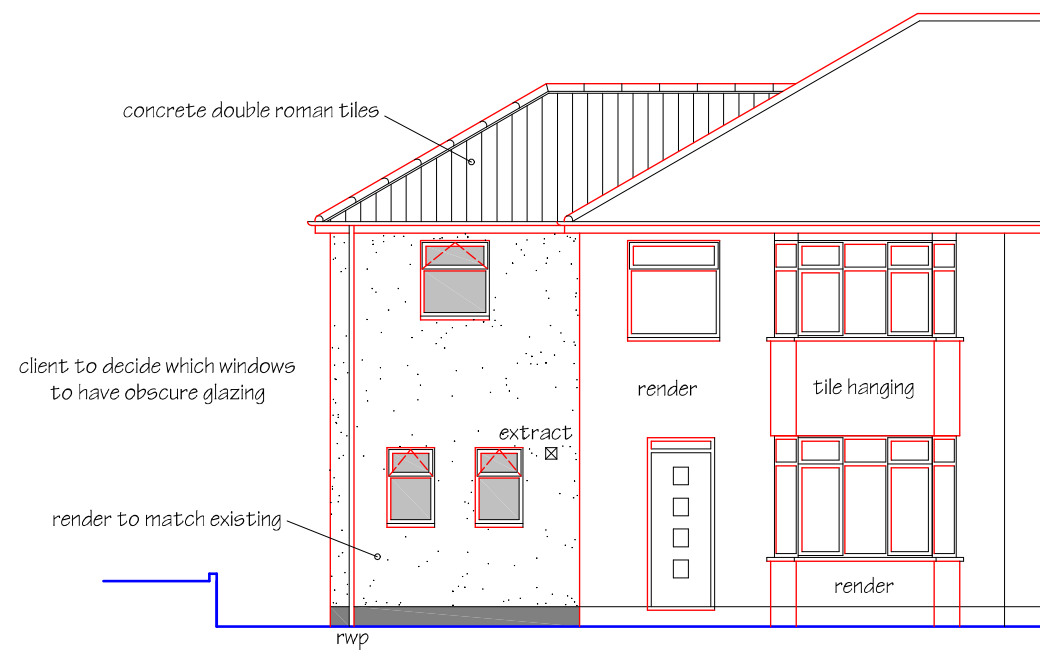 concrete double roman tiles
client to decide which windows
to have obscure glazing
render
tile hanging
extract
render to match existing
render
rwp